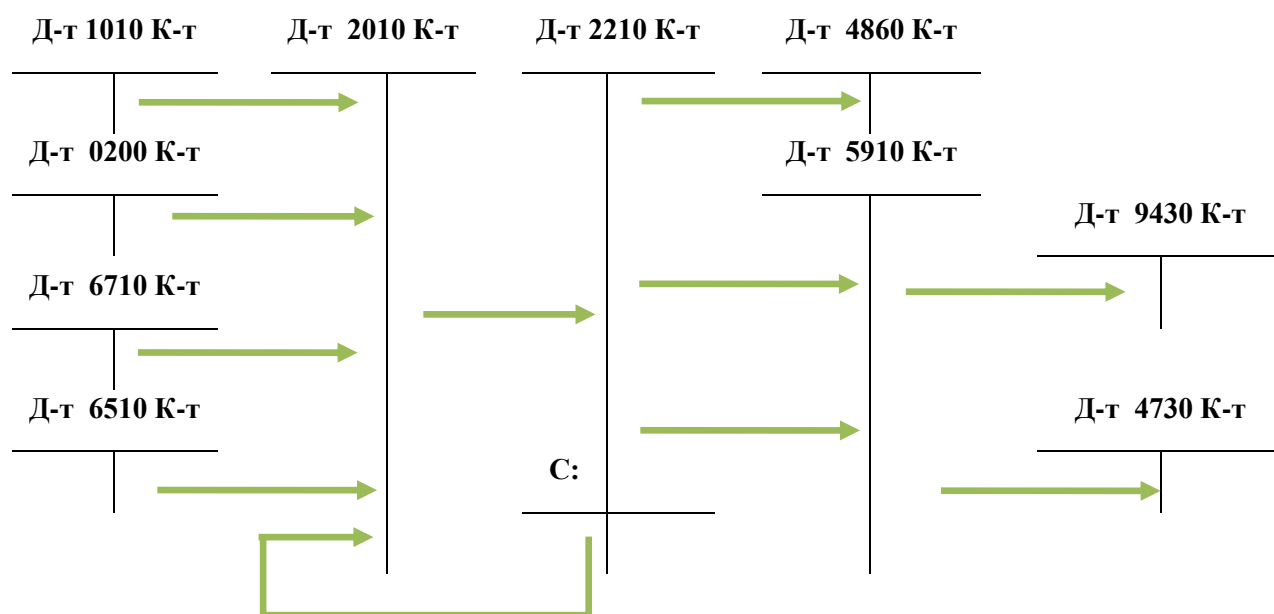 Д-т 1010 К-т
Д-т 2010 К-т
Д-т 2210 К-т
Д-т 4860 К-т
Д-т 0200 К-т
Д-т 5910 К-т
Д-т 9430 К-т
Д-т 6710 К-т
Д-т 6510 К-т
Д-т 4730 К-т
С: